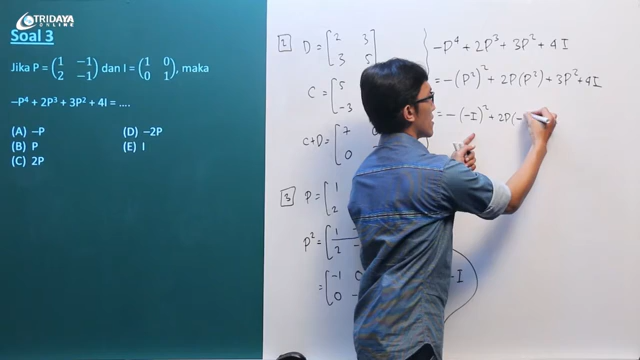 TRIDAYA
ONLINE
Soal 3
Jika P = (1 −1; 2 −1) dan I = (1 0; 0 1), maka
−P⁴ + 2P³ + 3P² + 4I = ....
(A) −P
(B) P
(C) 2P
(D) −2P
(E) I
2 D = [2 3; 3 5]
C = [5
-3
C+D = [7
0
3 P = [1
2
P² = [1
2
= [-1 0
0 -
- I
-P⁴ + 2P³ + 3P² + 4I
= -(P²)² + 2P(P²) + 3P² + 4I
= -(-I)² + 2P(-